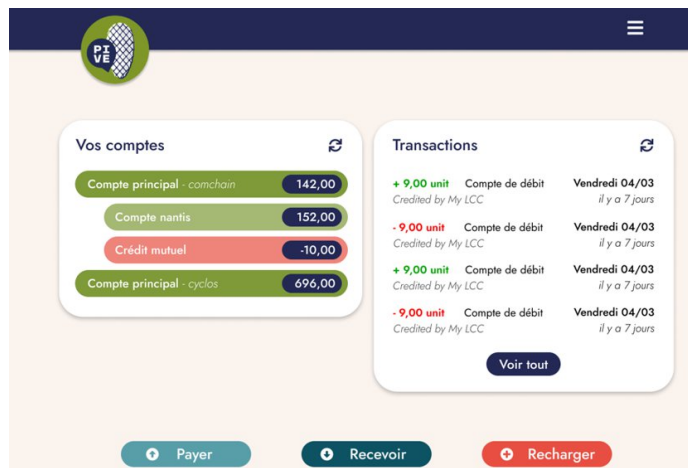 PI
VE
Vos comptes
Compte principal - comchain 142,00
Compte nantis 152,00
Crédit mutuel -10,00
Compte principal - cyclos 696,00
Transactions
+ 9,00 unit Compte de débit Vendredi 04/03
Credited by My LCC il y a 7 jours
- 9,00 unit Compte de débit Vendredi 04/03
Credited by My LCC il y a 7 jours
+ 9,00 unit Compte de débit Vendredi 04/03
Credited by My LCC il y a 7 jours
- 9,00 unit Compte de débit Vendredi 04/03
Credited by My LCC il y a 7 jours
Voir tout
Payer Recevoir Recharger